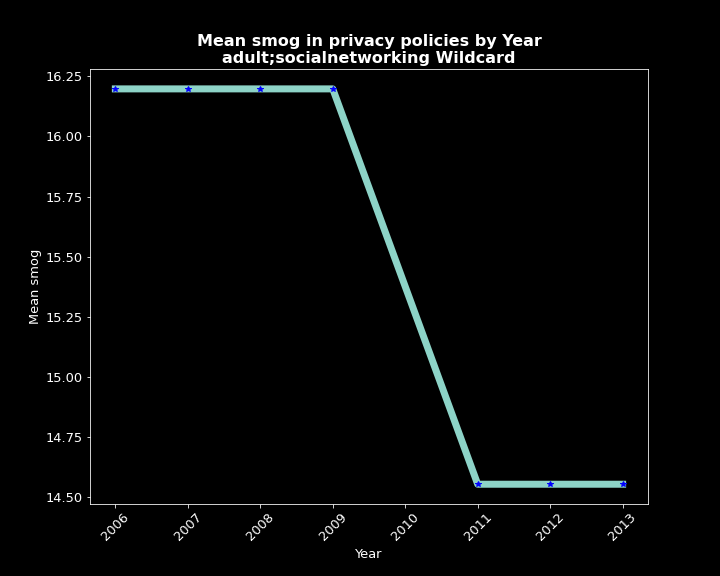 Mean smog in privacy policies by Year
adult;socialnetworking Wildcard
16.25
16.00
15.75
15.50
15.25
15.00
14.75
14.50
Mean smog
2006 2007 2008 2009 2010 2011 2012 2013
Year